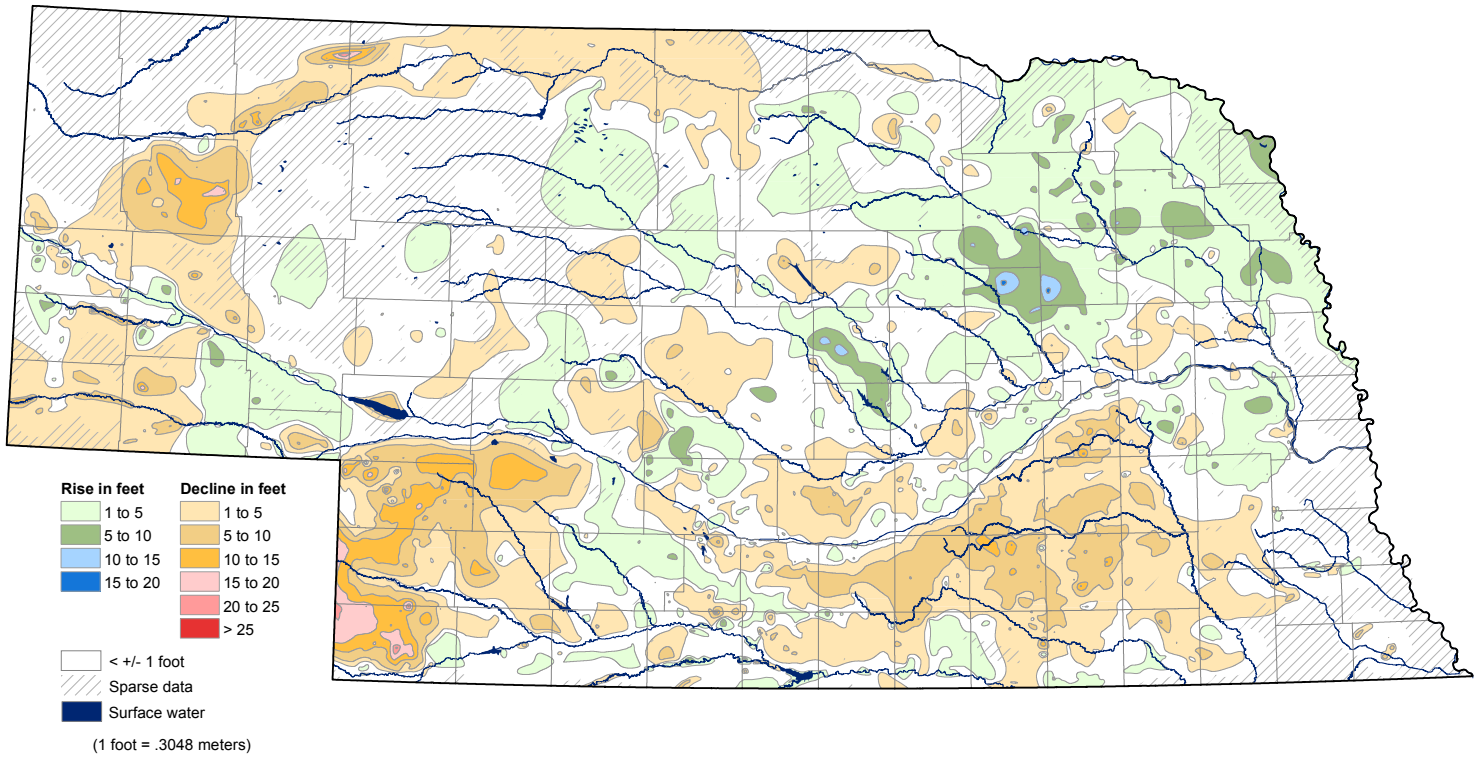 Rise in feet
1 to 5
5 to 10
10 to 15
15 to 20
Decline in feet
1 to 5
5 to 10
10 to 15
15 to 20
20 to 25
> 25
< +/- 1 foot
Sparse data
Surface water
(1 foot = .3048 meters)